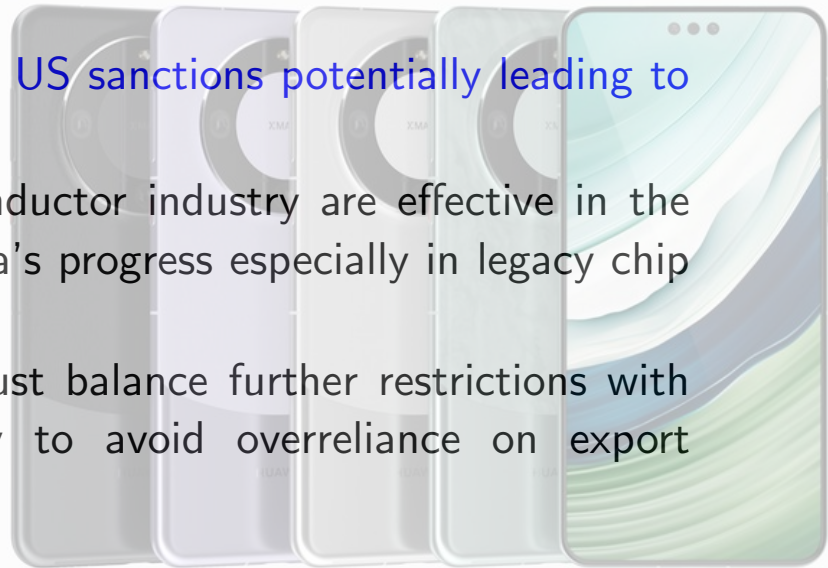 US sanctions potentially leading to
nductor industry are effective in the
a's progress especially in legacy chip
ust balance further restrictions with
to avoid overreliance on export